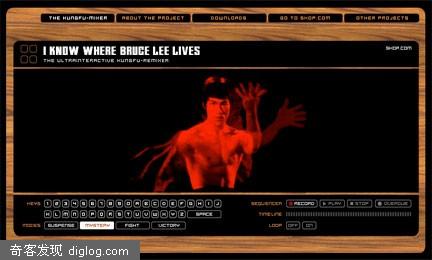 THE KUNGFU-MIXER ABOUT THE PROJECT DOWNLOADS GO TO SKOP.COM OTHER PROJECTS
I KNOW WHERE BRUCE LEE LIVES
SKOP.COM
THE ULTRAINTERACTIVE KUNGFU-REMIXER
KEYS 1 2 3 4 5 6 7 8 9 0 A B C D E F G H I J
SEQUENCER RECORD PLAY STOP OVERDUB
K L M N O P Q R S T U V W X Y Z SPACE
TIMELINE
MODES SUSPENSE MYSTERY FIGHT VICTORY
LOOP OFF ON
奇客发现 diglog.com